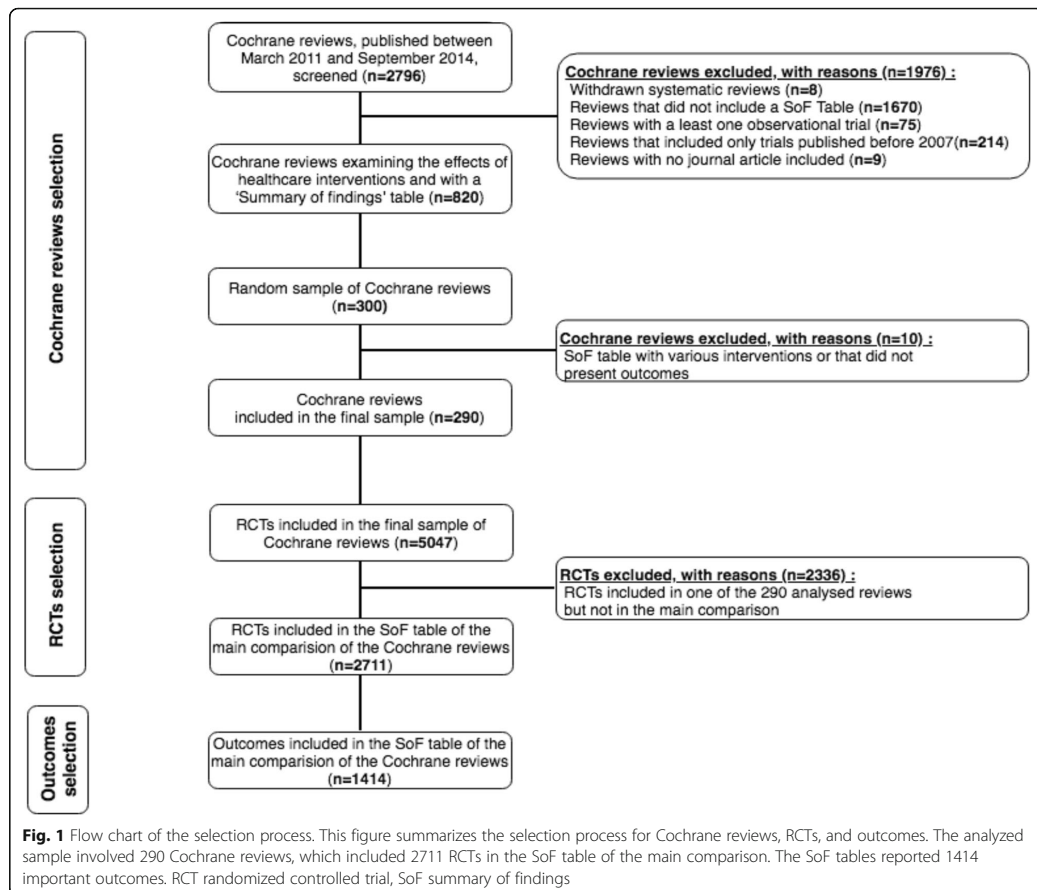 Cochrane reviews selection
Cochrane reviews, published between
March 2011 and September 2014,
screened (n=2796)
Cochrane reviews excluded, with reasons (n=1976) :
Withdrawn systematic reviews (n=8)
Reviews that did not include a SoF Table (n=1670)
Reviews with a least one observational trial (n=75)
Reviews that included only trials published before 2007(n=214)
Reviews with no journal article included (n=9)
Cochrane reviews examining the effects of
healthcare interventions and with a
'Summary of findings' table (n=820)
Random sample of Cochrane reviews
(n=300)
Cochrane reviews excluded, with reasons (n=10) :
SoF table with various interventions or that did not
present outcomes
Cochrane reviews
included in the final sample (n=290)
RCTs selection
RCTs included in the final sample of
Cochrane reviews (n=5047)
RCTs excluded, with reasons (n=2336) :
RCTs included in one of the 290 analysed reviews
but not in the main comparison
RCTs included in the SoF table of the
main comparision of the Cochrane reviews
(n=2711)
Outcomes
selection
Outcomes included in the SoF table of the
main comparision of the Cochrane reviews
(n=1414)
Fig. 1 Flow chart of the selection process. This figure summarizes the selection process for Cochrane reviews, RCTs, and outcomes. The analyzed
sample involved 290 Cochrane reviews, which included 2711 RCTs in the SoF table of the main comparison. The SoF tables reported 1414
important outcomes. RCT randomized controlled trial, SoF summary of findings